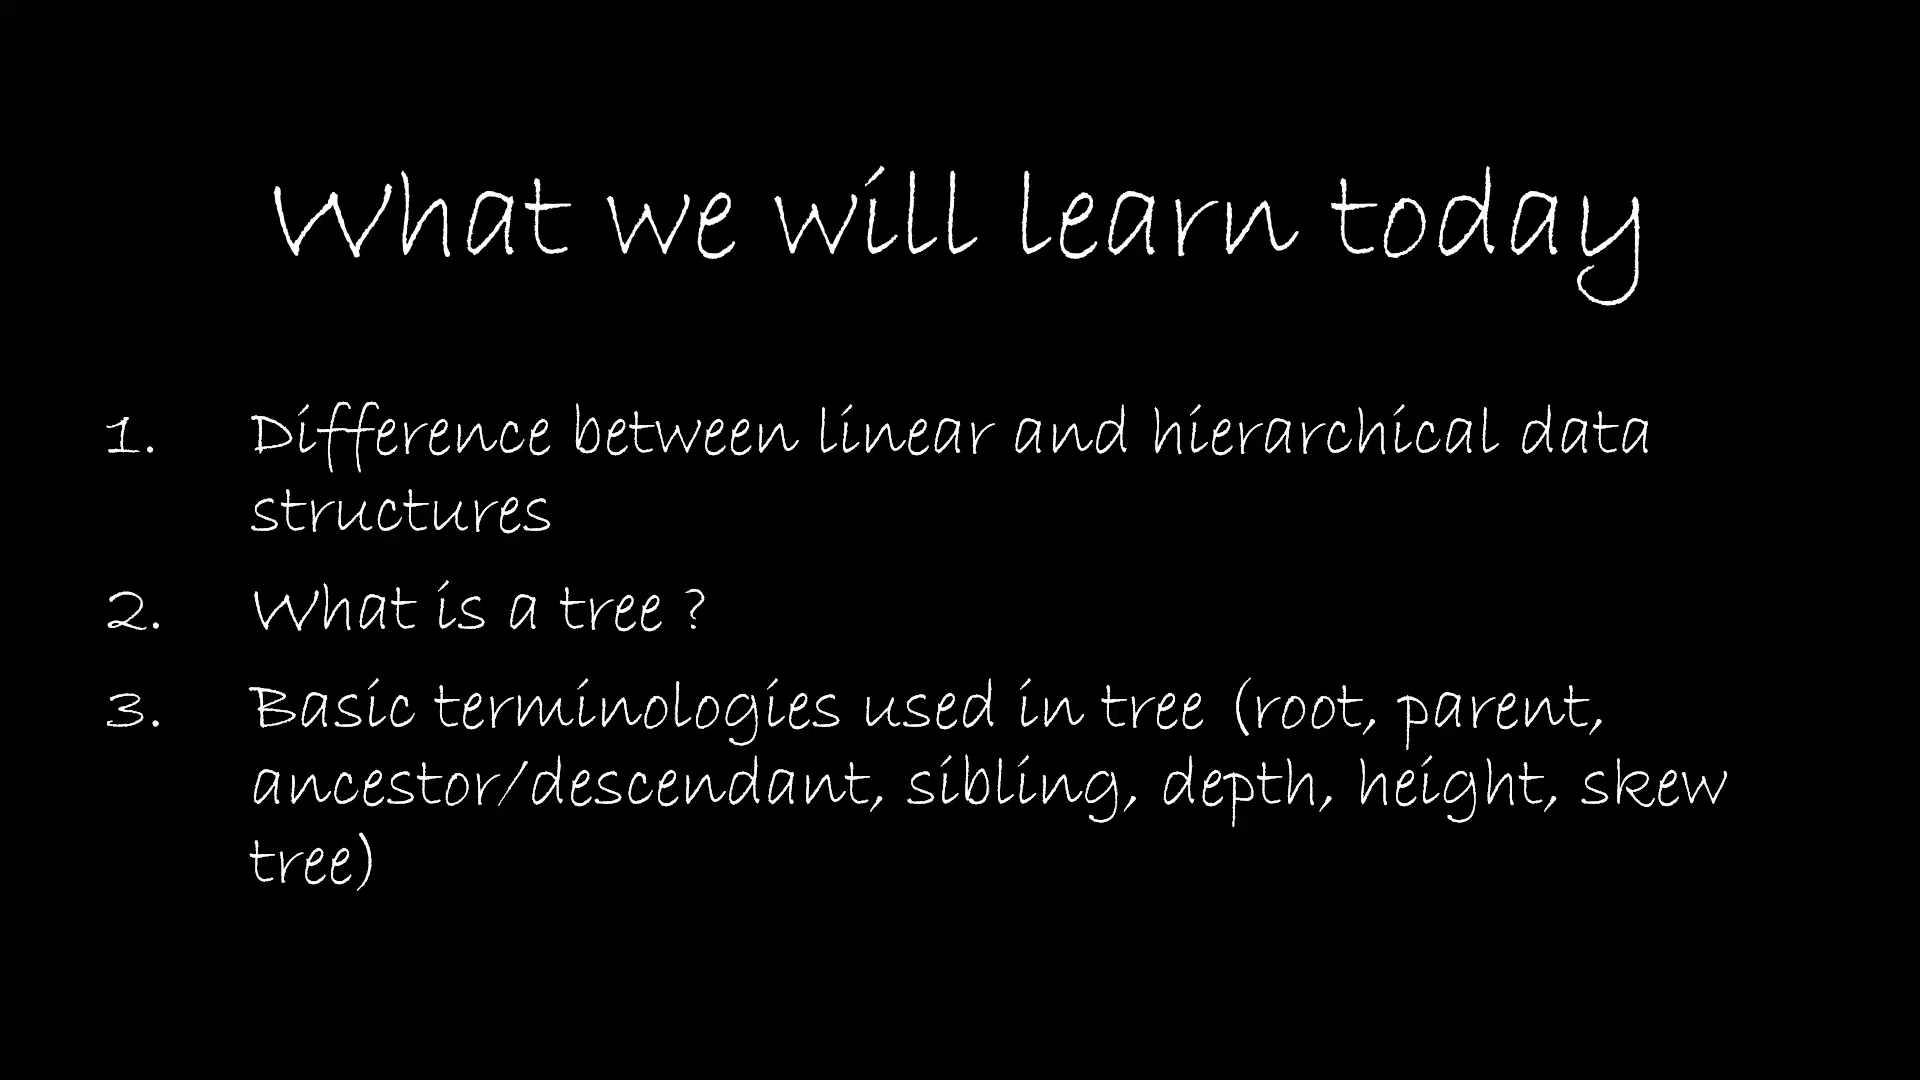 What we will learn today
1. Difference between linear and hierarchical data
structures
2. What is a tree ?
3. Basic terminologies used in tree (root, parent,
ancestor/descendant, sibling, depth, height, skew
tree)